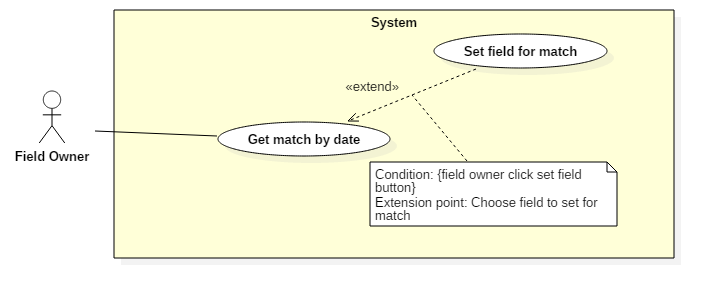 System
Set field for match
«extend»
Get match by date
Field Owner
Condition: {field owner click set field
button}
Extension point: Choose field to set for
match